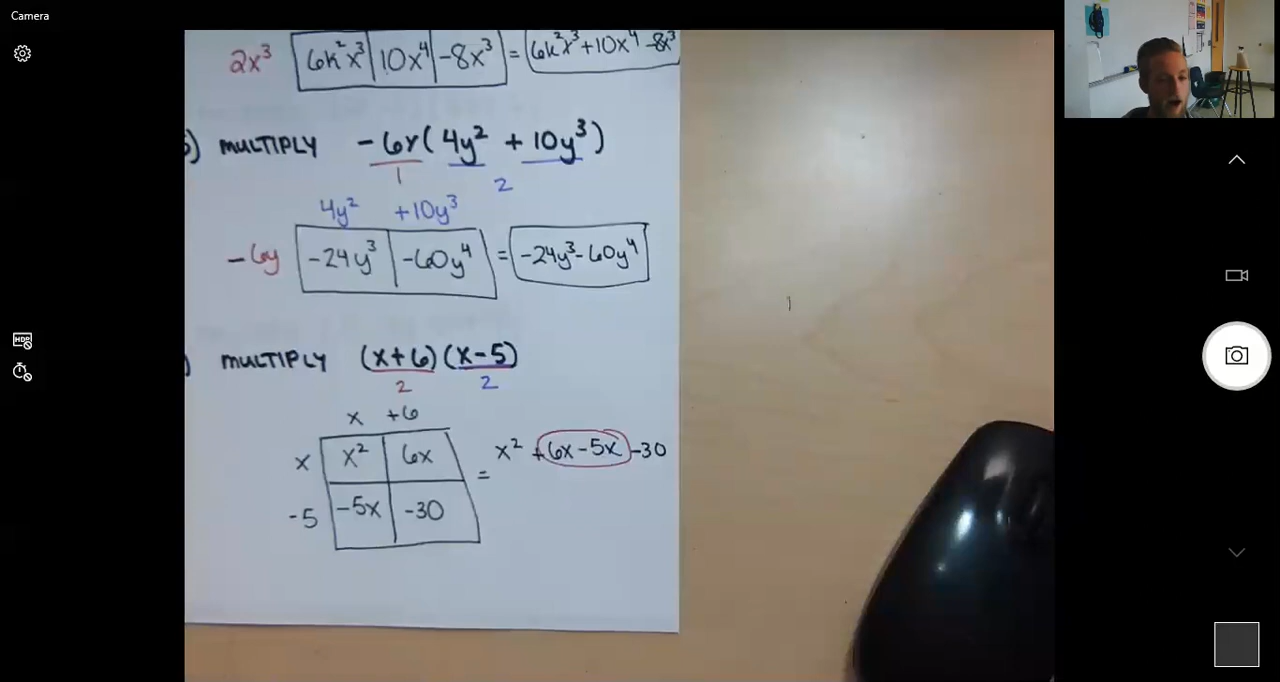 Camera
2x³ 6k²x³ 10x⁴ -8x³ = 6k²x³ +10x⁴ -8x³
) MULTIPLY -6y(4y² + 10y³)
1 2
4y² +10y³
-6y -24y³ -60y⁴ = -24y³-60y⁴
) MULTIPLY (x+6)(x-5)
2 2
x +6
x x² 6x = x² +6x-5x-30
-5 -5x -30